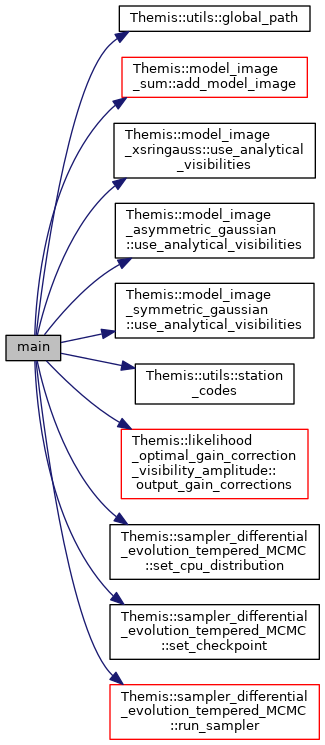 Themis::utils::global_path
Themis::model_image
_sum::add_model_image
Themis::model_image
_xsringauss::use_analytical
_visibilities
Themis::model_image
_asymmetric_gaussian
::use_analytical_visibilities
Themis::model_image
_symmetric_gaussian
::use_analytical_visibilities
main
Themis::utils::station
_codes
Themis::likelihood
_optimal_gain_correction
_visibility_amplitude::
output_gain_corrections
Themis::sampler_differential
_evolution_tempered_MCMC
::set_cpu_distribution
Themis::sampler_differential
_evolution_tempered_MCMC
::set_checkpoint
Themis::sampler_differential
_evolution_tempered_MCMC
::run_sampler